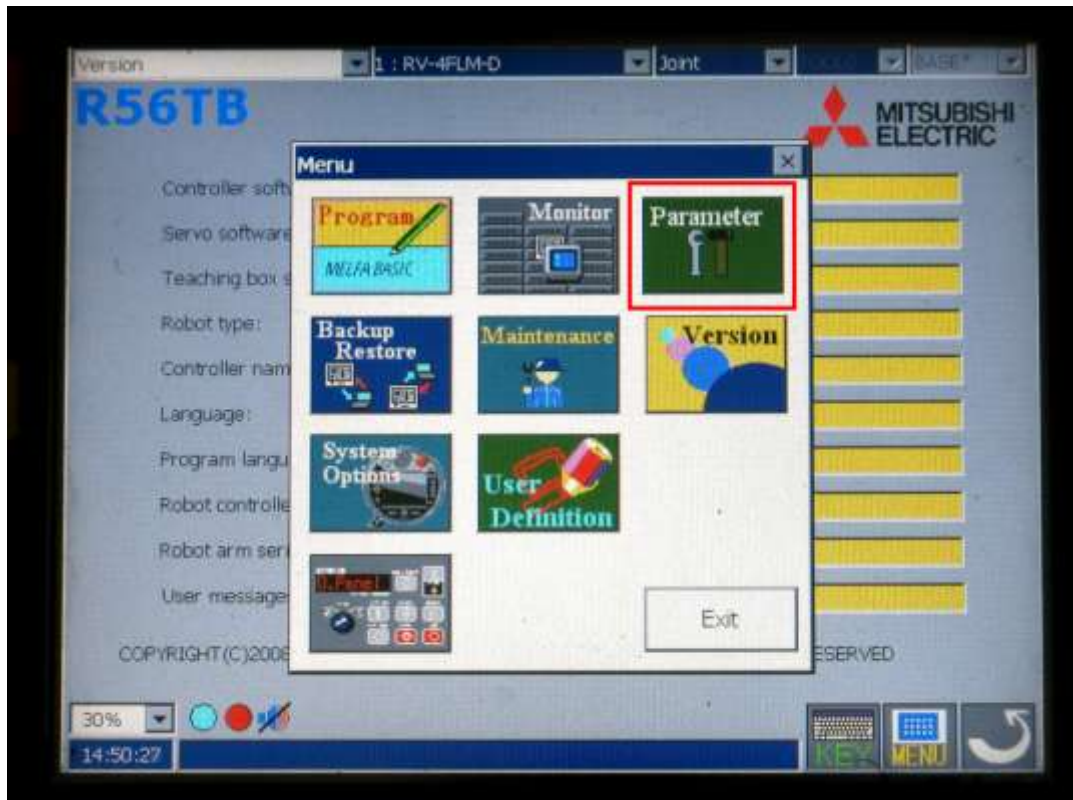 Version 1 : RV-4FLM-D Joint BASE
R56TB
MITSUBISHI
ELECTRIC
Menu
Controller soft
Servo software
Teaching box s
Robot type:
Controller nam
Language:
Program langu
Robot controlle
Robot arm seri
User message
Program
MELFA BASIC
Monitor
Parameter
Backup
Restore
Maintenance
Version
System
Options
User
Definition
O.Panel
Exit
COPYRIGHT(C)2008
ESERVED
30%
14:50:27
KEY
MENU